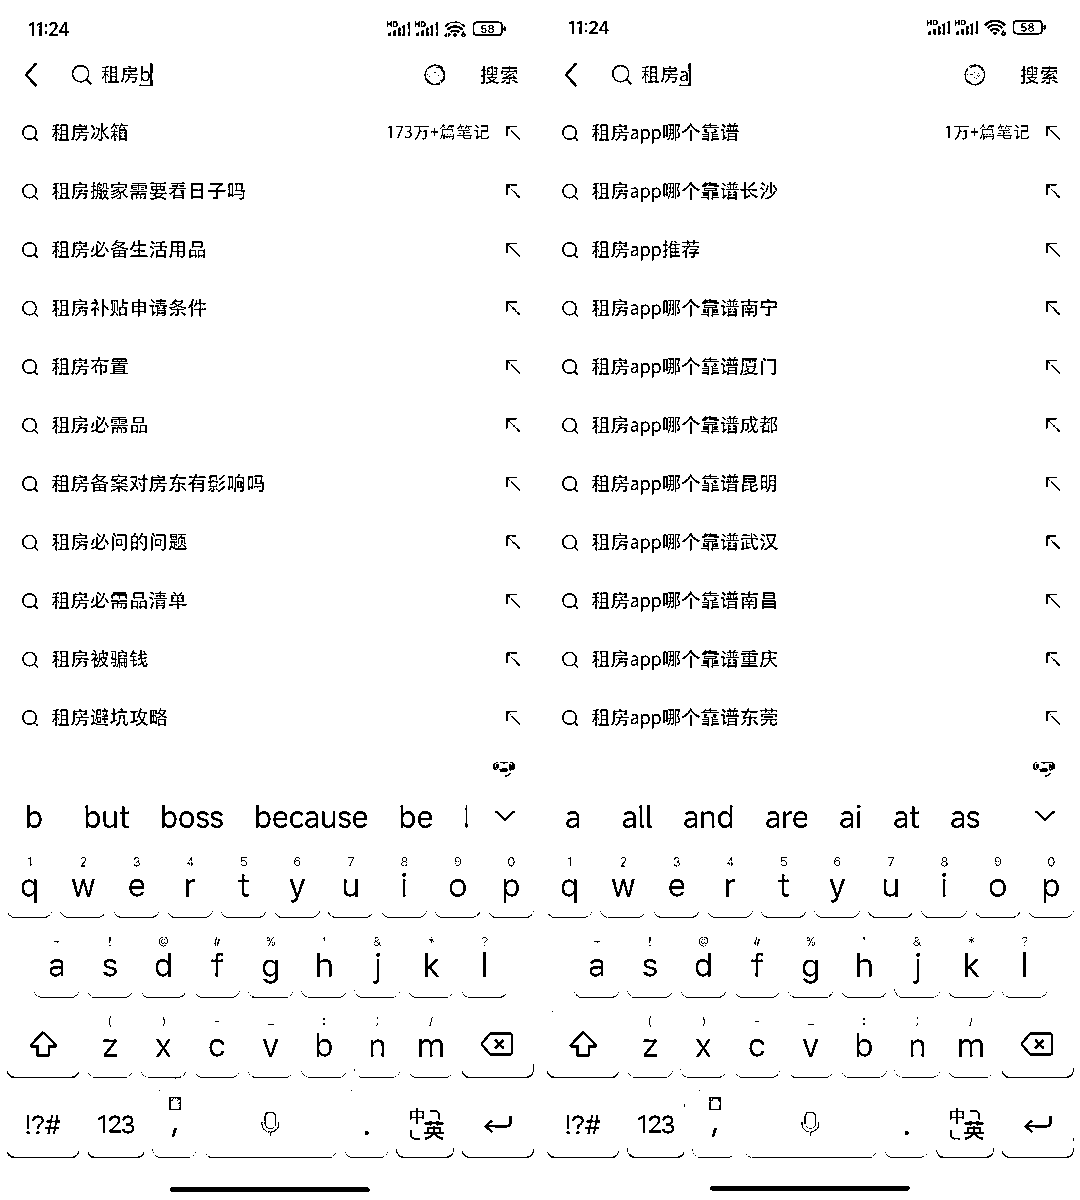 11:24
58
租房b
搜索
租房冰箱
173万+篇笔记
租房搬家需要看日子吗
租房必备生活用品
租房补贴申请条件
租房布置
租房必需品
租房备案对房东有影响吗
租房必问的问题
租房必需品清单
租房被骗钱
租房避坑攻略
b but boss because be
1 2 3 4 5 6 7 8 9 0
q w e r t y u i o p
~ ! @ # % ' & * ?
a s d f g h j k l
( ) - _ : ; /
z x c v b n m
!?# 123 , . 中英
11:24
58
租房a
搜索
租房app哪个靠谱
1万+篇笔记
租房app哪个靠谱长沙
租房app推荐
租房app哪个靠谱南宁
租房app哪个靠谱厦门
租房app哪个靠谱成都
租房app哪个靠谱昆明
租房app哪个靠谱武汉
租房app哪个靠谱南昌
租房app哪个靠谱重庆
租房app哪个靠谱东莞
a all and are ai at as
1 2 3 4 5 6 7 8 9 0
q w e r t y u i o p
~ ! @ # % ' & * ?
a s d f g h j k l
( ) - _ : ; /
z x c v b n m
!?# 123 , . 中英